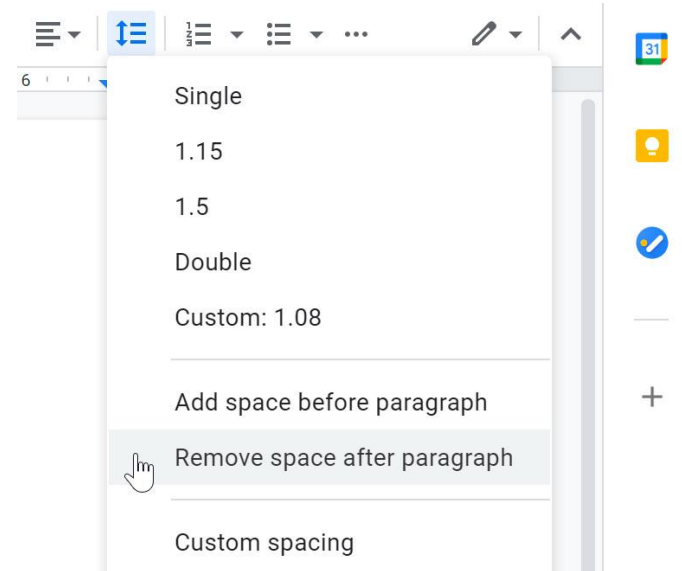 6
31
Single
1.15
1.5
Double
Custom: 1.08
Add space before paragraph
Remove space after paragraph
Custom spacing